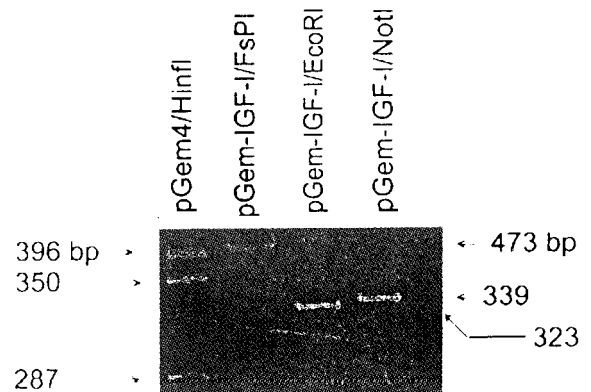 pGem4/HinfI
pGem-IGF-I/FsPI
pGem-IGF-I/EcoRI
pGem-IGF-I/NotI
396 bp
473 bp
350
339
323
287